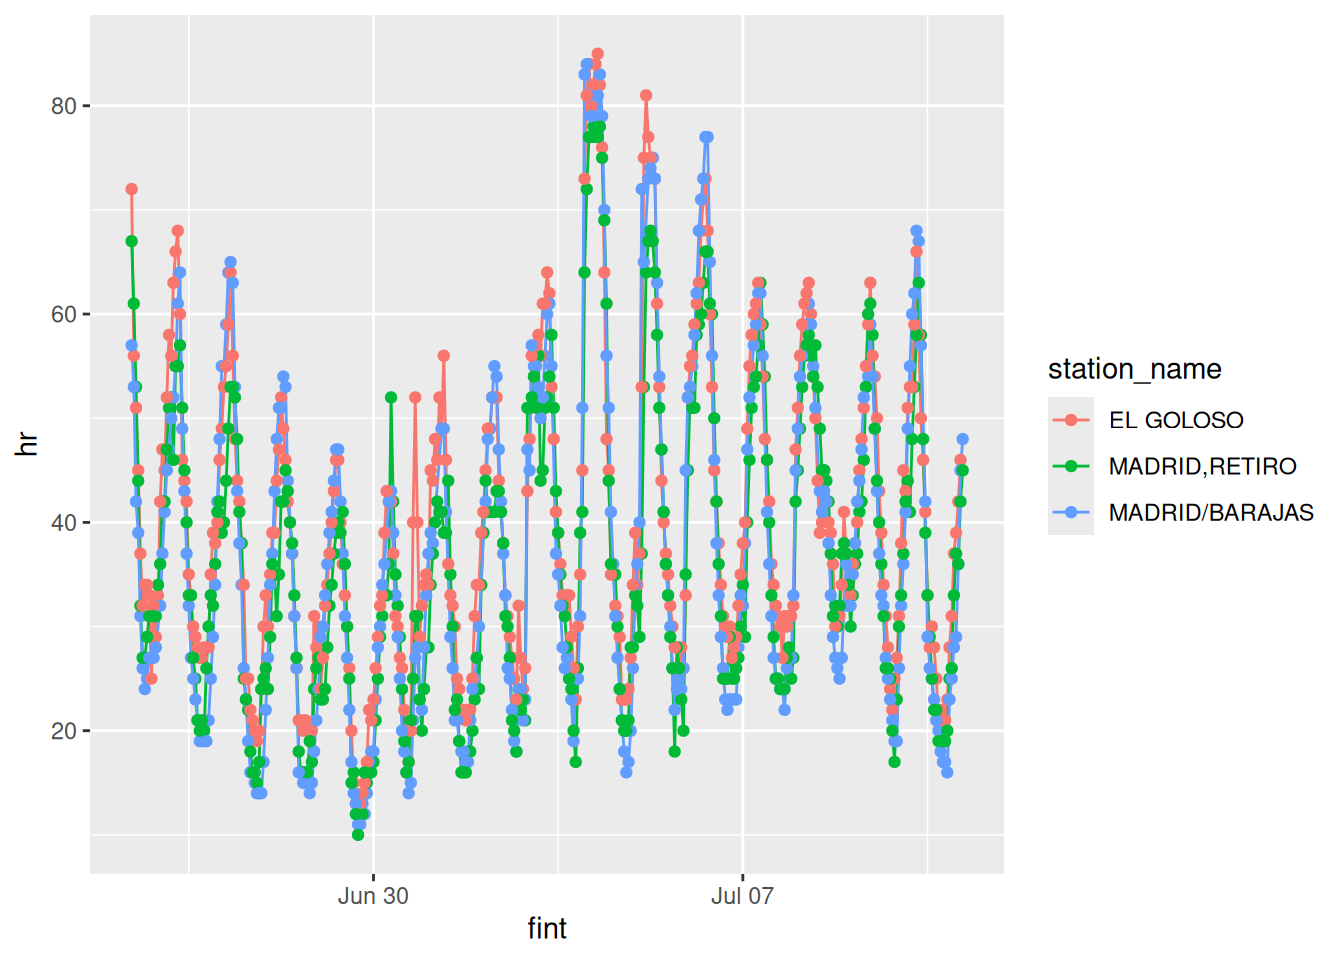 80
60
40
20
hr
Jun 30
Jul 07
fint
station_name
EL GOLOSO
MADRID,RETIRO
MADRID/BARAJAS